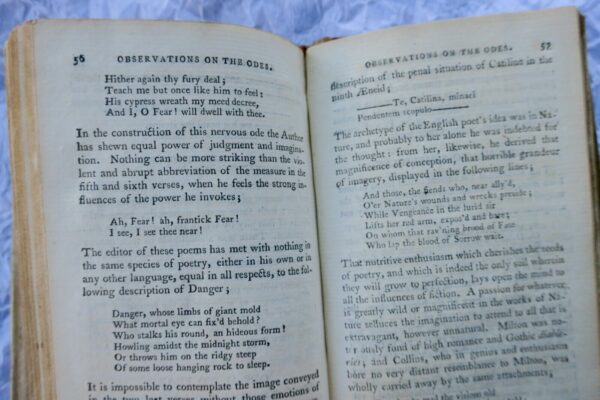 56 OBSERVATIONS ON THE ODES.
Hither again thy fury deal;
Teach me but once like him to feel:
His cypress wreath my meed decree,
And I, O Fear! will dwell with thee.
In the construction of this nervous ode the Author
has shewn equal power of judgment and imagina-
tion. Nothing can be more striking than the vio-
lent and abrupt abbreviation of the measure in the
fifth and sixth verses, when he feels the strong in-
fluences of the power he invokes;
Ah, Fear! ah, frantick Fear!
I see, I see thee near!
The editor of these poems has met with nothing in
the same species of poetry, either in his own or in
any other language, equal in all respects, to the fol-
lowing description of Danger;
Danger, whose limbs of giant mold
What mortal eye can fix'd behold?
Who stalks his round, an hideous form!
Howling amidst the midnight storm,
Or throws him on the ridgy steep
Of some loose hanging rock to sleep.
It is impossible to contemplate the image conveyed
in the two last verses without those emotions of
OBSERVATIONS ON THE ODES. 57
description of the penal situation of Catiline in the
ninth Æneid;
Te, Catilina, minaci
Pendentem scopulo
The archetype of the English poet's idea was in Na-
ture, and probably to her alone he was indebted for
the thought: from her, likewise, he derived that
magnificence of conception, that horrible grandeur
of imagery, displayed in the following lines;
And those, the fiends who, near ally'd,
O'er Nature's wounds and wrecks preside;
While Vengeance in the lurid air
Lifts her red arm, expos'd and bare;
On whom that rav'ning brood of Fate
Who lap the blood of Sorrow wait.
That nutritive enthusiasm which cherishes the seeds
of poetry, and which is indeed the only soil wherein
they will grow to perfection, lays open the mind to
all the influences of fiction. A passion for whatever
is greatly wild or magnificent in the works of Na-
ture seduces the imagination to attend to all that is
extravagant, however unnatural. Milton was no-
toriously fond of high romance and Gothic
and Collins, who in genius and enthusiasm
bore no very distant resemblance to Milton, was
wholly carried away by the same attachments;